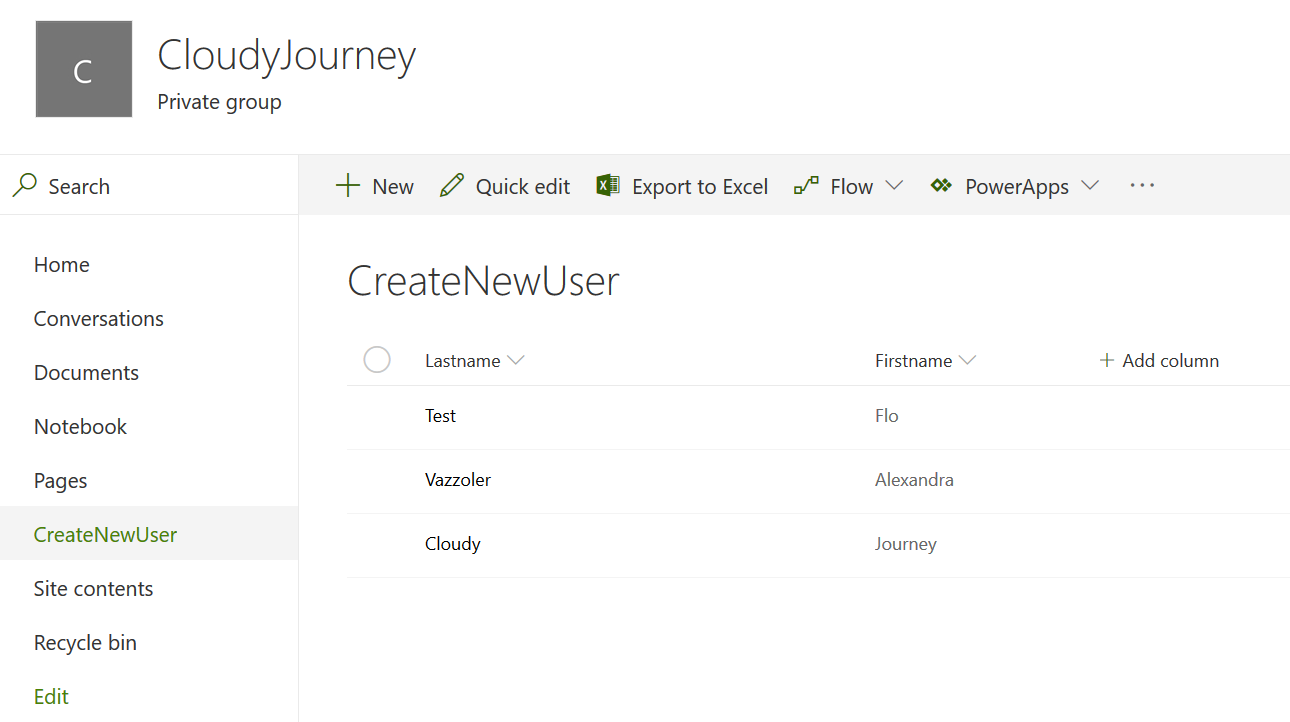 C
CloudyJourney
Private group
Search
New Quick edit Export to Excel Flow PowerApps ...
Home
Conversations
Documents
Notebook
Pages
CreateNewUser
Site contents
Recycle bin
Edit
CreateNewUser
Lastname Firstname + Add column
Test Flo
Vazzoler Alexandra
Cloudy Journey